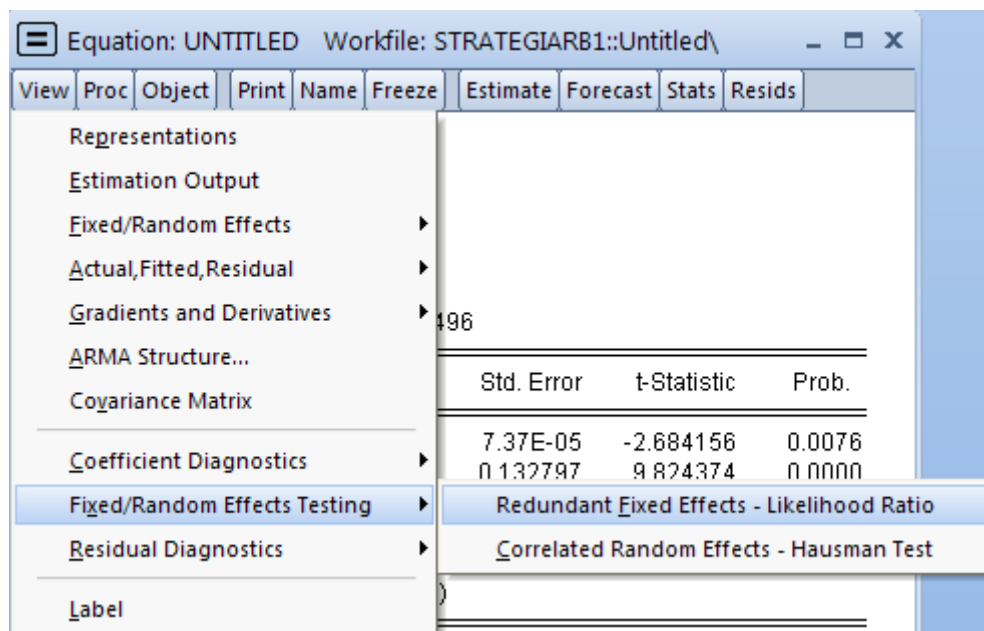 Equation: UNTITLED Workfile: STRATEGIARB1::Untitled\
View Proc Object Print Name Freeze Estimate Forecast Stats Resids
Representations
Estimation Output
Fixed/Random Effects
Actual,Fitted,Residual
Gradients and Derivatives
496
ARMA Structure...
Std. Error t-Statistic Prob.
Covariance Matrix
7.37E-05 -2.684156 0.0076
Coefficient Diagnostics
0.132797 9.824374 0.0000
Fixed/Random Effects Testing
Redundant Fixed Effects - Likelihood Ratio
Residual Diagnostics
Correlated Random Effects - Hausman Test
Label
)